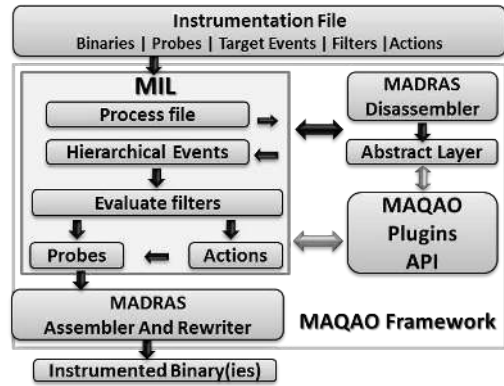 Instrumentation File
Binaries | Probes | Target Events | Filters |Actions
MIL
Process file
Hierarchical Events
Evaluate filters
Probes
Actions
MADRAS
Disassembler
Abstract Layer
MAQAO
Plugins
API
MADRAS
Assembler And Rewriter
MAQAO Framework
Instrumented Binary(ies)